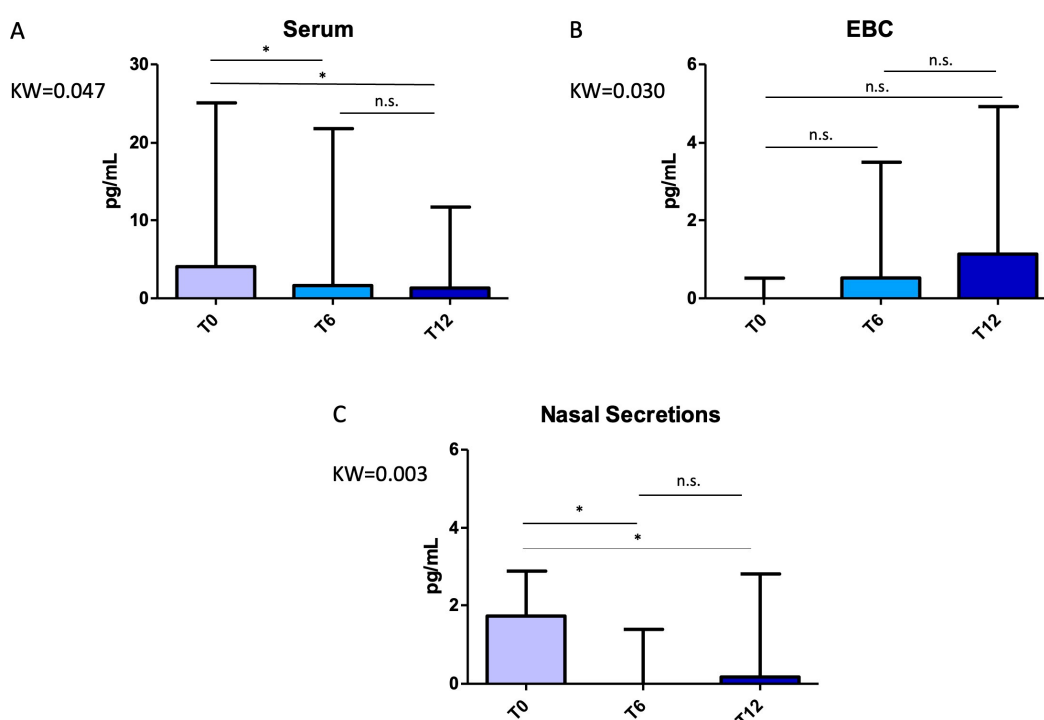 A
Serum
KW=0.047
*
*
n.s.
30
20
10
0
pg/mL
T0
T6
T12
B
EBC
KW=0.030
n.s.
n.s.
n.s.
6
4
2
0
pg/mL
T0
T6
T12
C
Nasal Secretions
KW=0.003
n.s.
*
*
6
4
2
0
pg/mL
T0
T6
T12